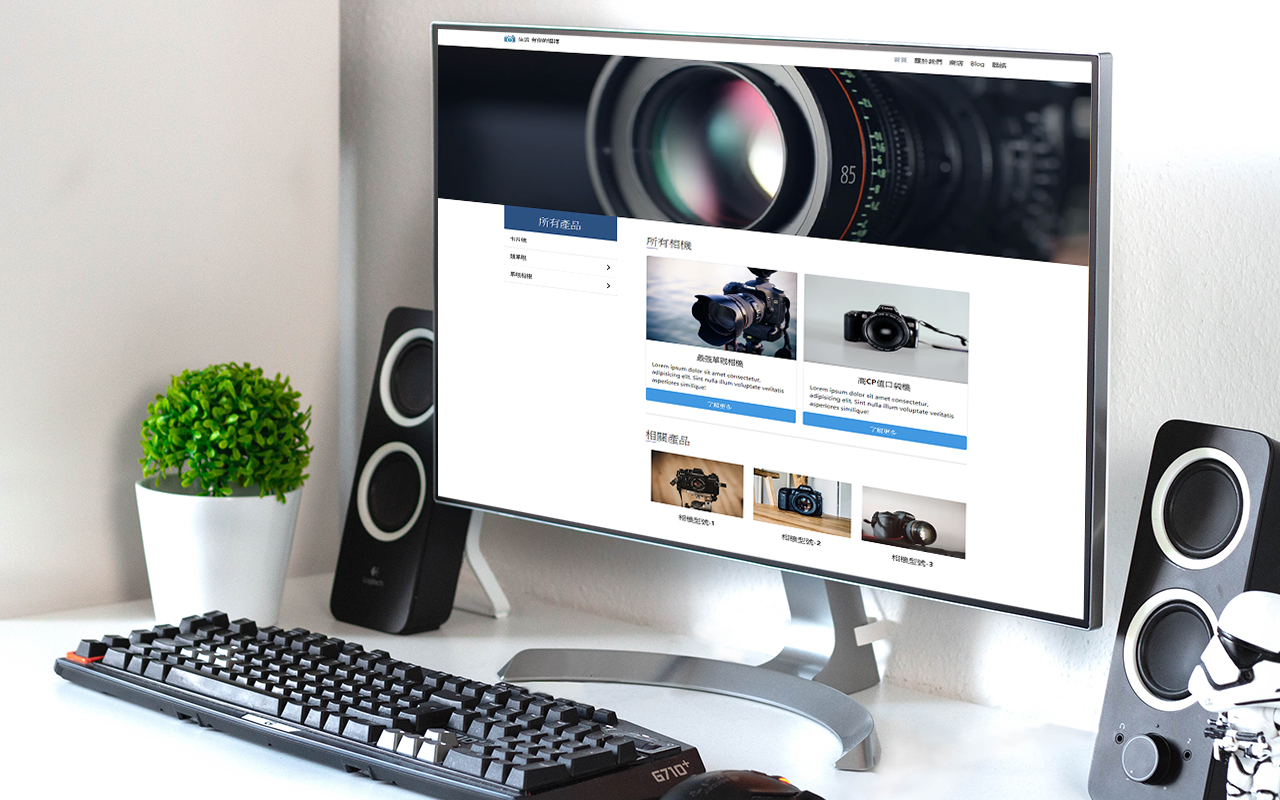 首頁 關於我們 商店 Blog 聯絡
85
所有產品
卡片機
類單眼
單眼相機
所有相機
最強單眼相機
Lorem ipsum dolor sit amet consectetur,
adipisicing elit. Sint nulla illum voluptate veritatis
asperiores similique!
了解更多
高CP值口袋機
Lorem ipsum dolor sit amet consectetur,
adipisicing elit. Sint nulla illum voluptate veritatis
asperiores similique!
了解更多
相關產品
相機型號-1
相機型號-2
相機型號-3
Logitech
G710+